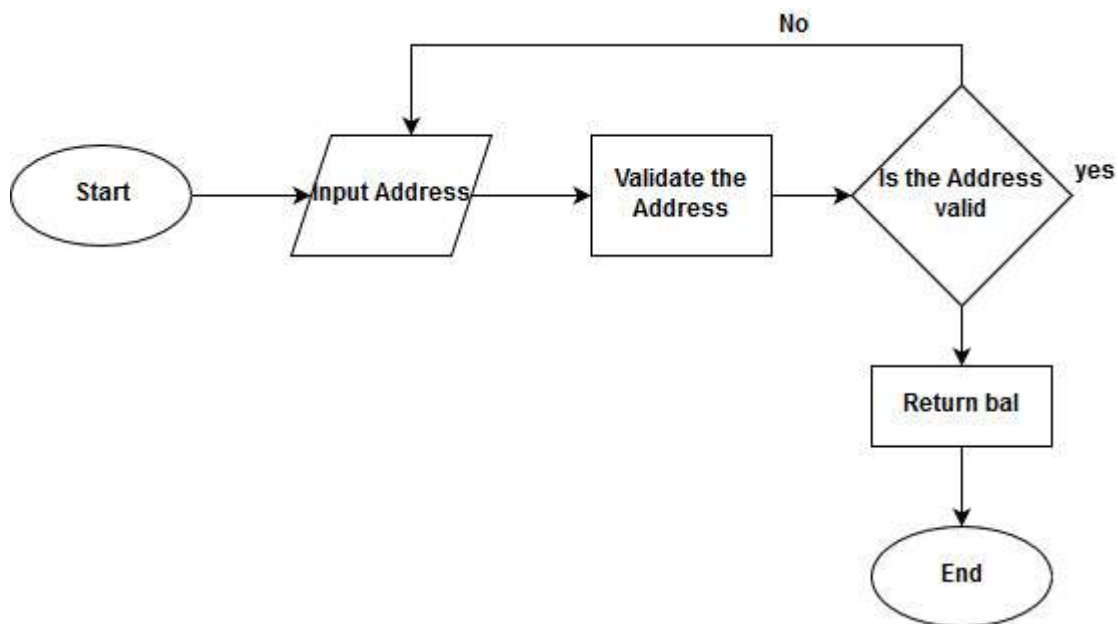 No
Start
Input Address
Validate the
Address
Is the Address
valid
yes
Return bal
End